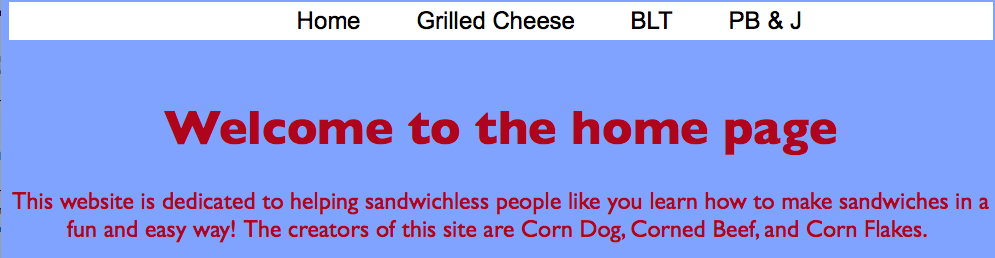 Home Grilled Cheese BLT PB & J
Welcome to the home page
This website is dedicated to helping sandwichless people like you learn how to make sandwiches in a
fun and easy way! The creators of this site are Corn Dog, Corned Beef, and Corn Flakes.